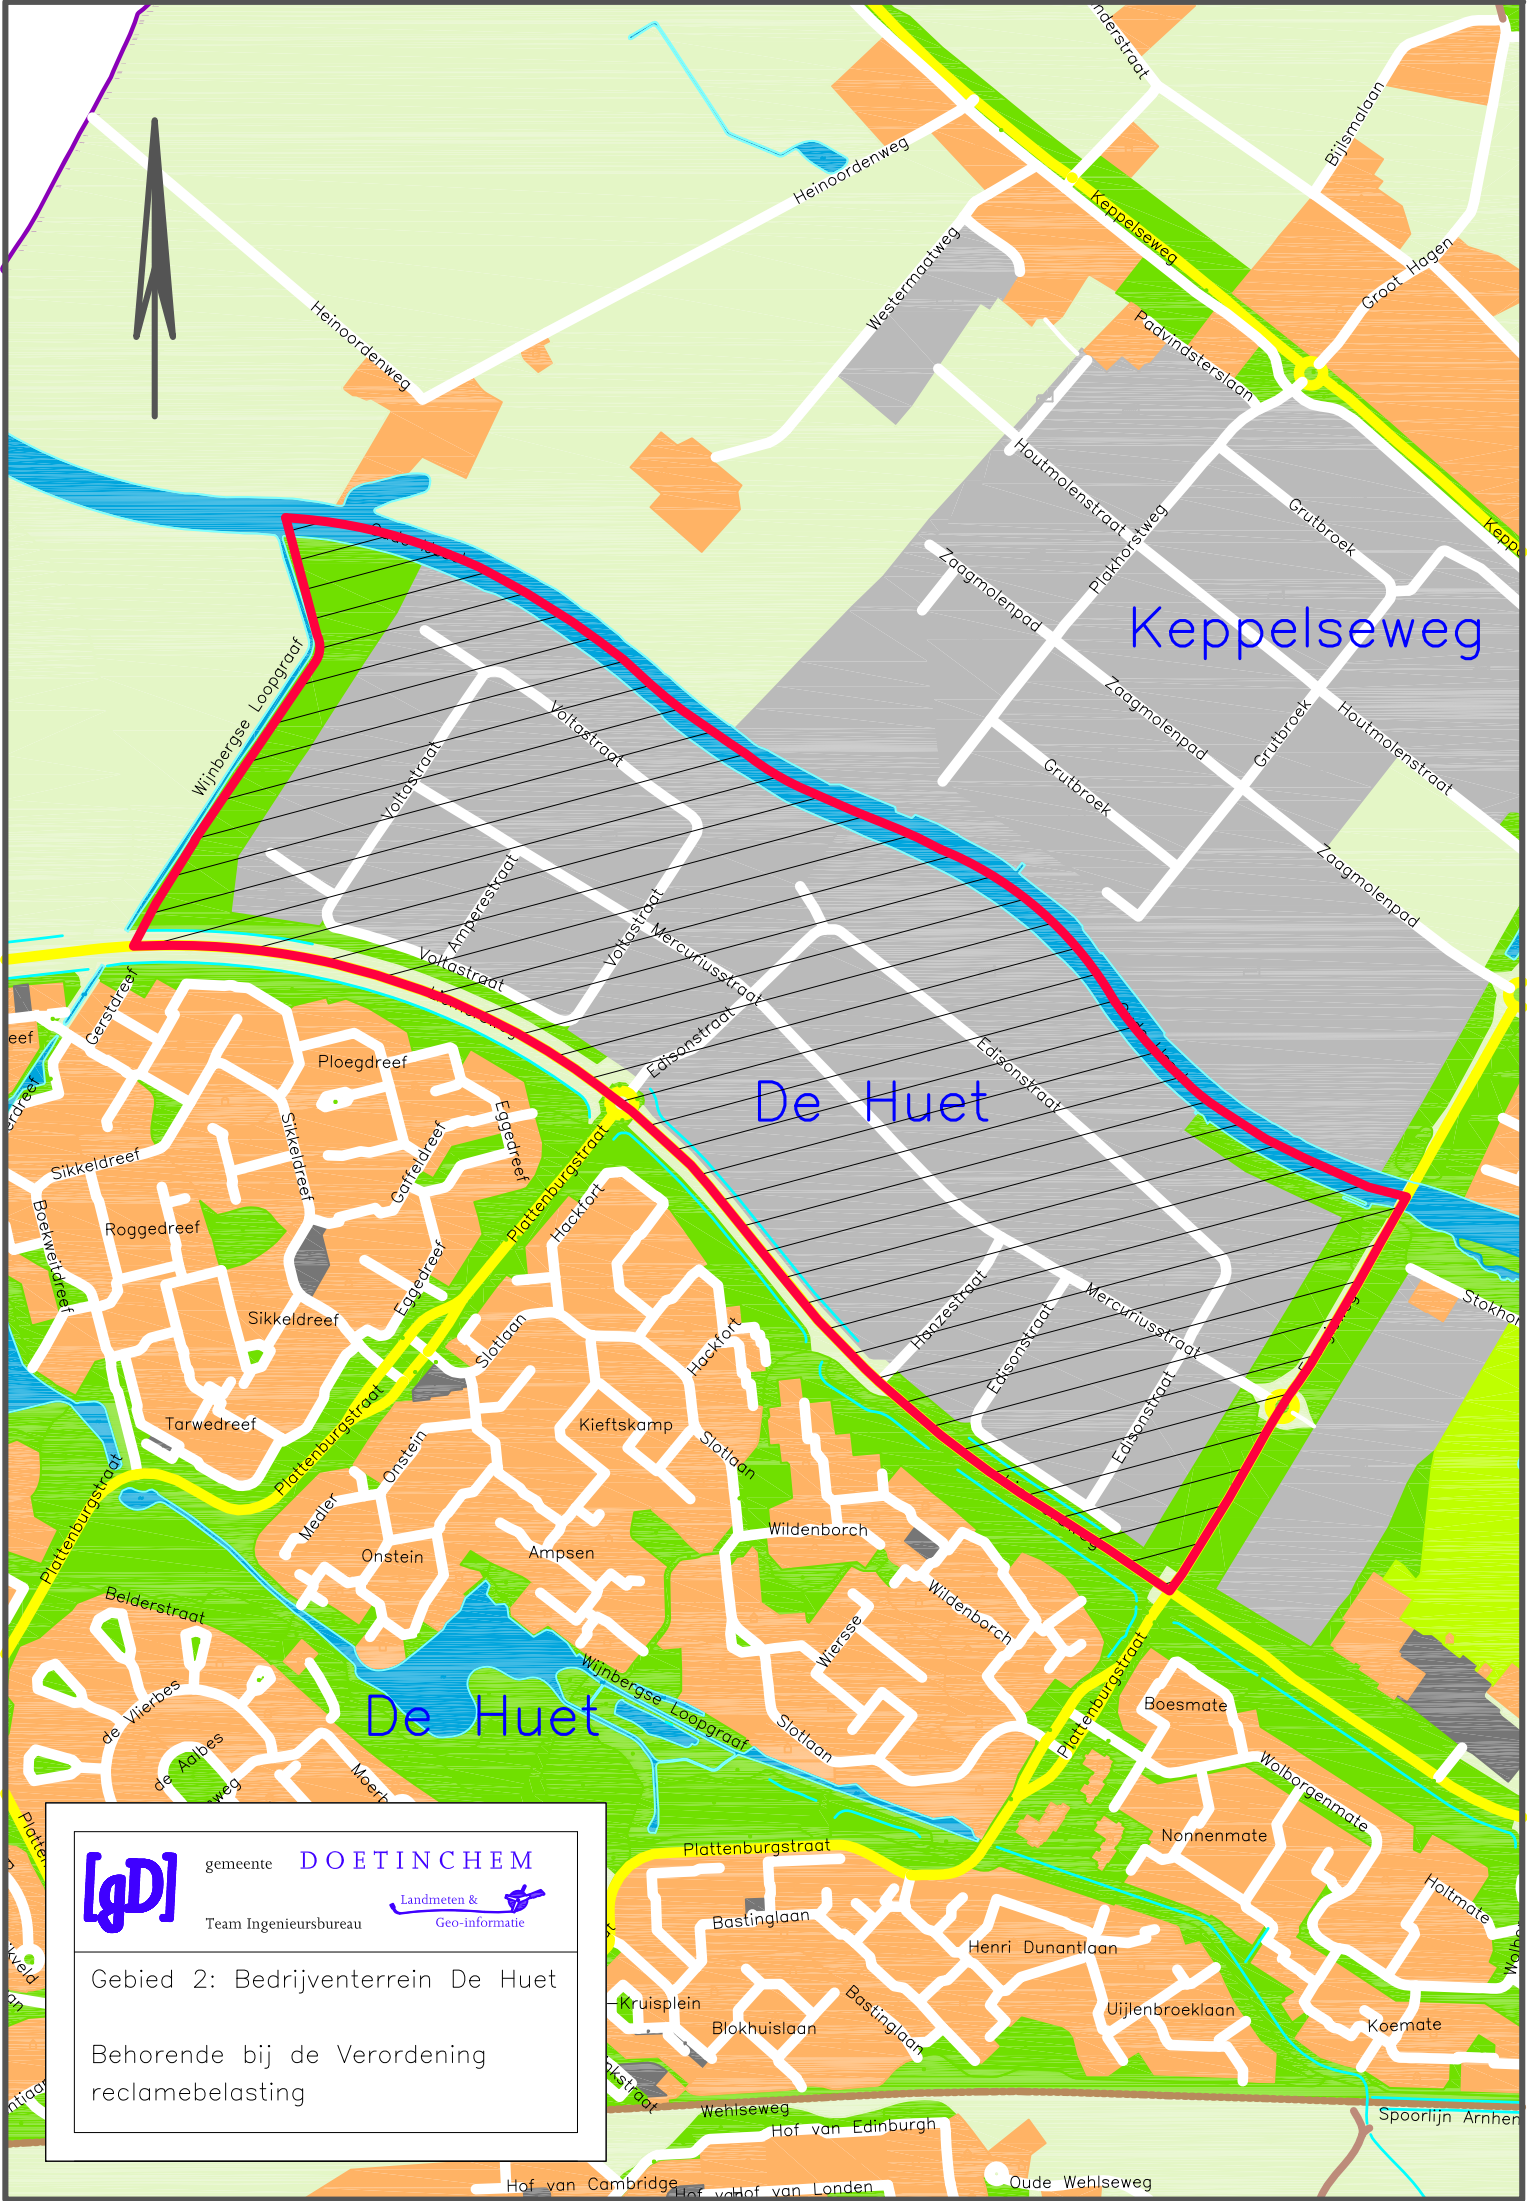 Bijlsmalaan
Heinoordenweg
Keppelseweg
Westermaatweg
Groot Hagen
Heinoordenweg
Padvindsterslaan
Houtmolenstraat
Grutbroek
Plakhorstweg
Zaagmolenpad
Keppelseweg
Wijnbergse Loopgraaf
Voltastraat
Zaagmolenpad
Grutbroek
Houtmolenstraat
Voltastraat
Grutbroek
Amperestraat
Zaagmolenpad
Voltastraat
Mercuriusstraat
Voltastraat
Gerstdreef
Edisonstraat
Edisonstraat
eef
Ploegdreef
De Huet
Eggedreef
Sikkeldreef
Gaffeldreef
Plattenburgstraat
Sikkeldreef
Boekweitdreef
Roggedreef
Hackfort
Eggedreef
Sikkeldreef
Slotlaan
Hackfort
Hanzestraat
Mercuriusstraat
Edisonstraat
Tarwedreef
Plattenburgstraat
Onstein
Kieftskamp
Slotlaan
Edisonstraat
Plattenburgstraat
Medler
Onstein
Ampsen
Wildenborch
Belderstraat
Wildenborch
Wiersse
Wijnbergse Loopgraaf
Plattenburgstraat
de Vlierbes
De Huet
Boesmate
de Aalbes
Slotlaan
Wolborgenmate
Nonnenmate
Plattenburgstraat
Holtmate
Bastinglaan
Henri Dunantlaan
Kruisplein
Blokhuislaan
Bastinglaan
Uijlenbroeklaan
Koemate
Wehlseweg
Spoorlijn Arnhem
Hof van Edinburgh
Hof van Cambridge
Hof van Londen
Oude Wehlseweg
[gD]
gemeente DOETINCHEM
Landmeten &
Geo-informatie
Team Ingenieursbureau
Gebied 2: Bedrijventerrein De Huet
Behorende bij de Verordening
reclamebelasting